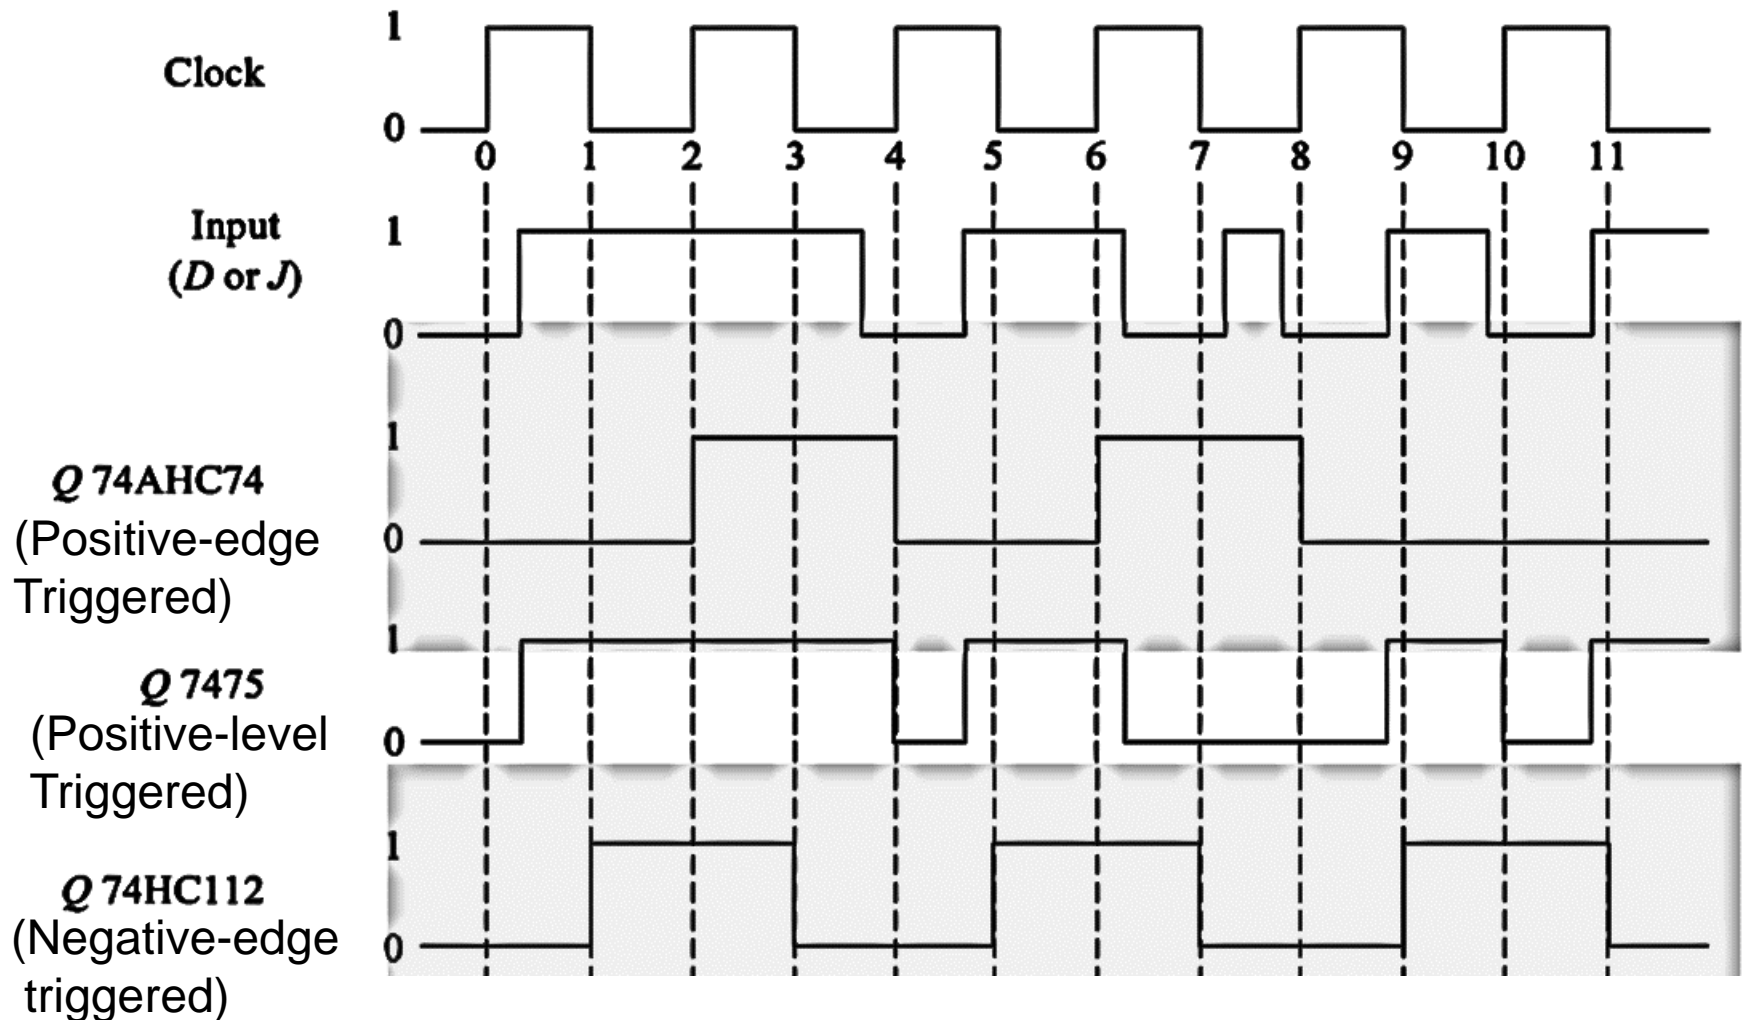 1
Clock
0
0 1 2 3 4 5 6 7 8 9 10 11
Input
1
(D or J)
0
1
Q 74AHC74
(Positive-edge
0
Triggered)
1
Q 7475
(Positive-level
0
Triggered)
1
Q 74HC112
(Negative-edge
0
triggered)